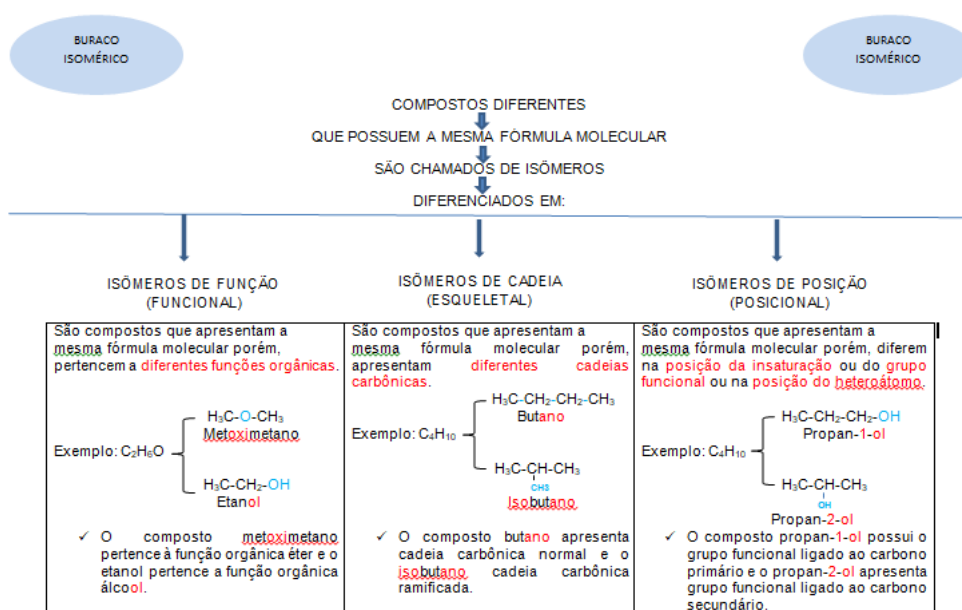 BURACO
ISOMÉRICO
BURACO
ISOMÉRICO
COMPOSTOS DIFERENTES
QUE POSSUEM A MESMA FÓRMULA MOLECULAR
SÃO CHAMADOS DE ISÔMEROS
DIFERENCIADOS EM:
ISÔMEROS DE FUNÇÃO
(FUNCIONAL)
São compostos que apresentam a
mesma fórmula molecular porém,
pertencem a diferentes funções orgânicas.
H₃C-O-CH₃
Metoximetano
Exemplo: C₂H₆O
H₃C-CH₂-OH
Etanol
✓ O composto metoximetano
pertence à função orgânica éter e o
etanol pertence a função orgânica
álcool.
ISÔMEROS DE CADEIA
(ESQUELETAL)
São compostos que apresentam a
mesma fórmula molecular porém,
apresentam diferentes cadeias
carbônicas.
H₃C-CH₂-CH₂-CH₃
Butano
Exemplo: C₄H₁₀
H₃C-CH-CH₃
CH3
Isobutano
✓ O composto butano apresenta
cadeia carbônica normal e o
isobutano cadeia carbônica
ramificada.
ISÔMEROS DE POSIÇÃO
(POSICIONAL)
São compostos que apresentam a
mesma fórmula molecular porém, diferem
na posição da insaturação ou do grupo
funcional ou na posição do heteroátomo.
H₃C-CH₂-CH₂-OH
Propan-1-ol
Exemplo: C₄H₁₀
H₃C-CH-CH₃
OH
Propan-2-ol
✓ O composto propan-1-ol possui o
grupo funcional ligado ao carbono
primário e o propan-2-ol apresenta
grupo funcional ligado ao carbono
secundário.